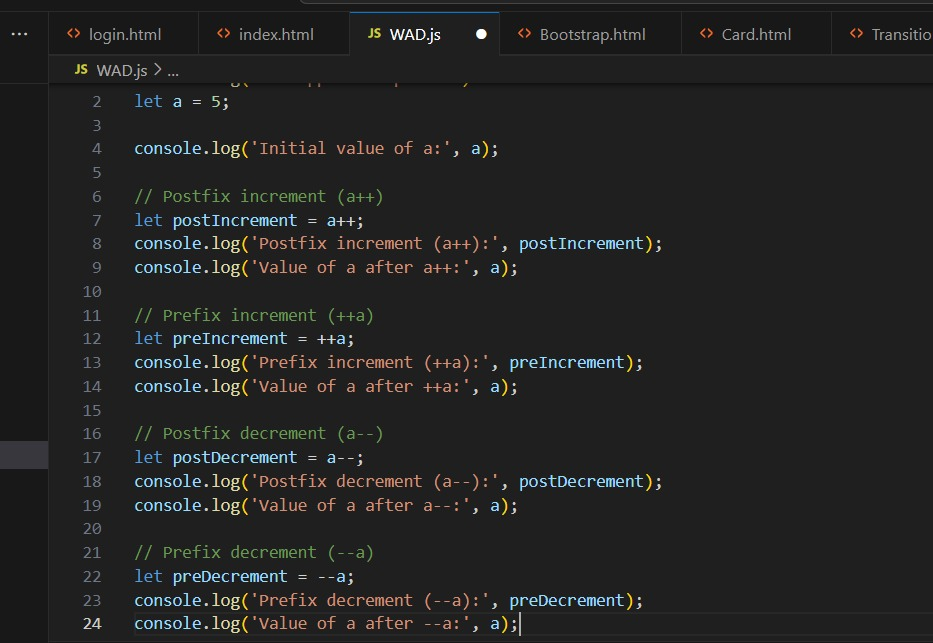 ...
login.html
index.html
JS WAD.js
Bootstrap.html
Card.html
Transitio
JS WAD.js > ...
2 let a = 5;
3
4 console.log('Initial value of a:', a);
5
6 // Postfix increment (a++)
7 let postIncrement = a++;
8 console.log('Postfix increment (a++):', postIncrement);
9 console.log('Value of a after a++:', a);
10
11 // Prefix increment (++a)
12 let preIncrement = ++a;
13 console.log('Prefix increment (++a):', preIncrement);
14 console.log('Value of a after ++a:', a);
15
16 // Postfix decrement (a--)
17 let postDecrement = a--;
18 console.log('Postfix decrement (a--):', postDecrement);
19 console.log('Value of a after a--:', a);
20
21 // Prefix decrement (--a)
22 let preDecrement = --a;
23 console.log('Prefix decrement (--a):', preDecrement);
24 console.log('Value of a after --a:', a);